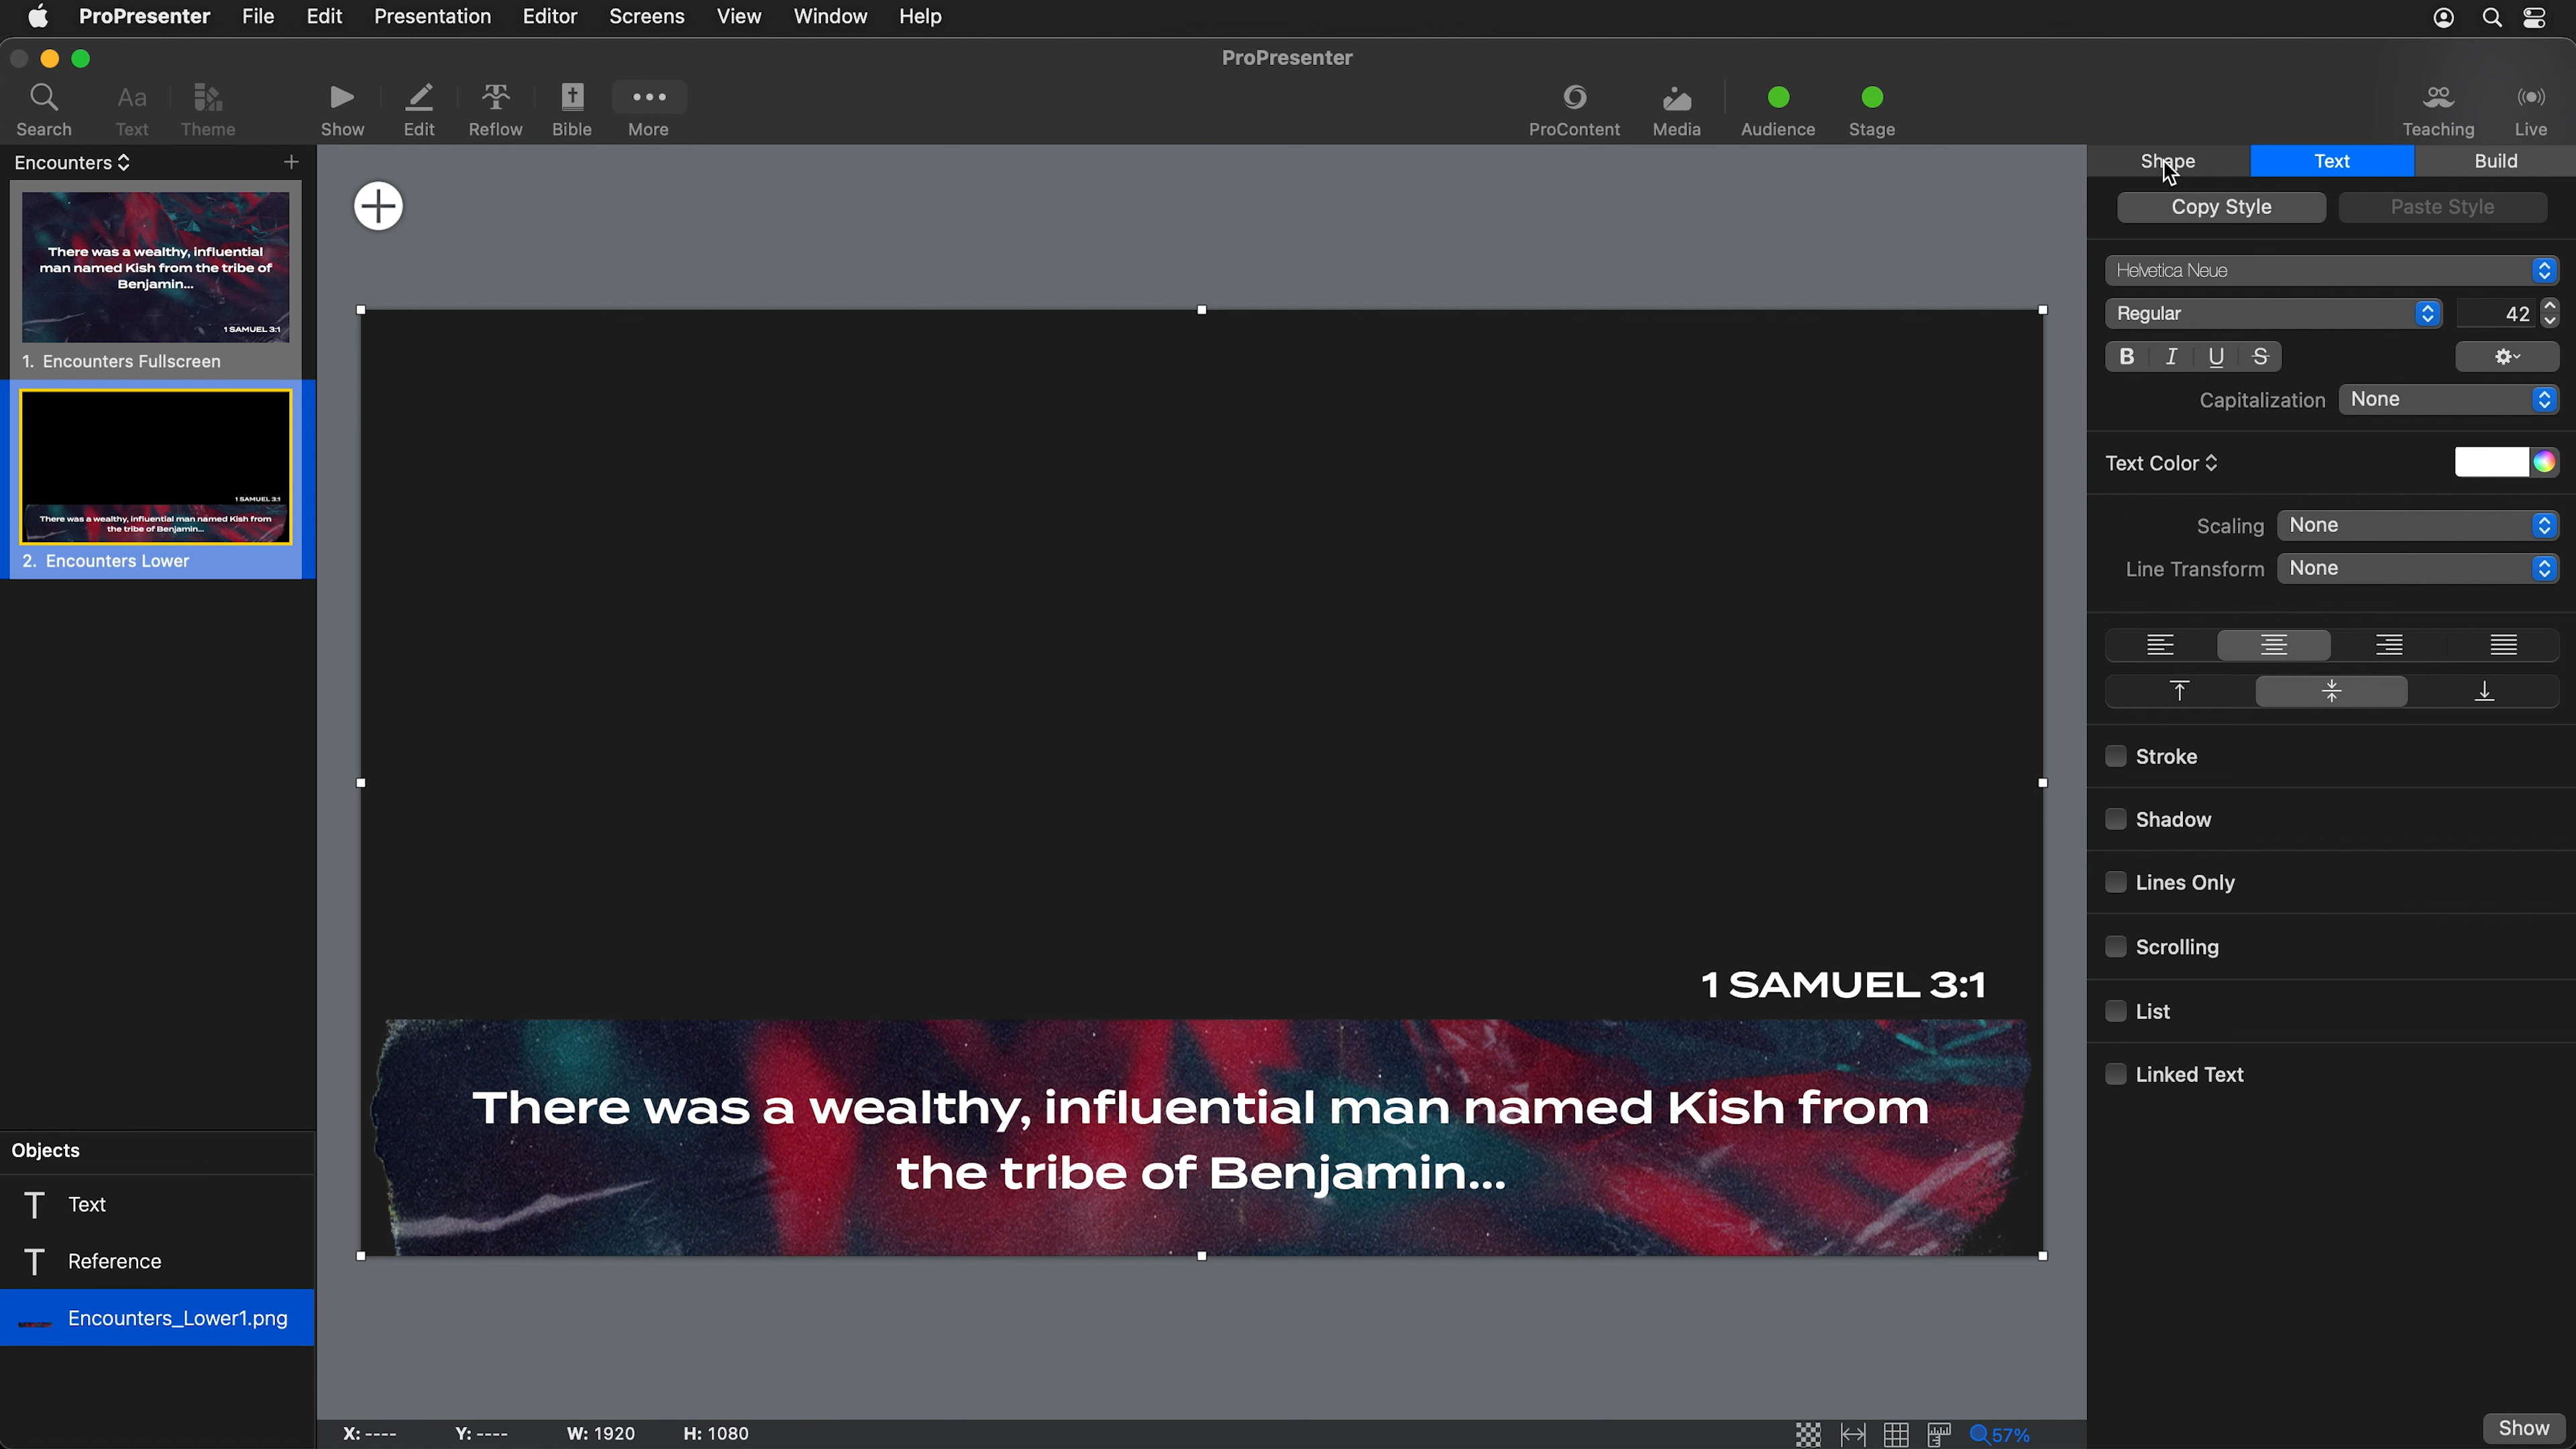 ProPresenter File Edit Presentation Editor Screens View Window Help
ProPresenter
Search Text Theme Show Edit Reflow Bible More ProContent Media Audience Stage Teaching Live
Aa
Encounters
There was a wealthy, influential
man named Kish from the tribe of
Benjamin...
1 SAMUEL 3:1
1. Encounters Fullscreen
1 SAMUEL 3:1
There was a wealthy, influential man named Kish from
the tribe of Benjamin...
2. Encounters Lower
Objects
T Text
T Reference
Encounters_Lower1.png
1 SAMUEL 3:1
There was a wealthy, influential man named Kish from
the tribe of Benjamin...
X: ---- Y: ---- W: 1920 H: 1080 57%
Shape Text Build
Copy Style Paste Style
Helvetica Neue
Regular 42
B I U S
Capitalization None
Text Color
Scaling None
Line Transform None
Stroke
Shadow
Lines Only
Scrolling
List
Linked Text
Show